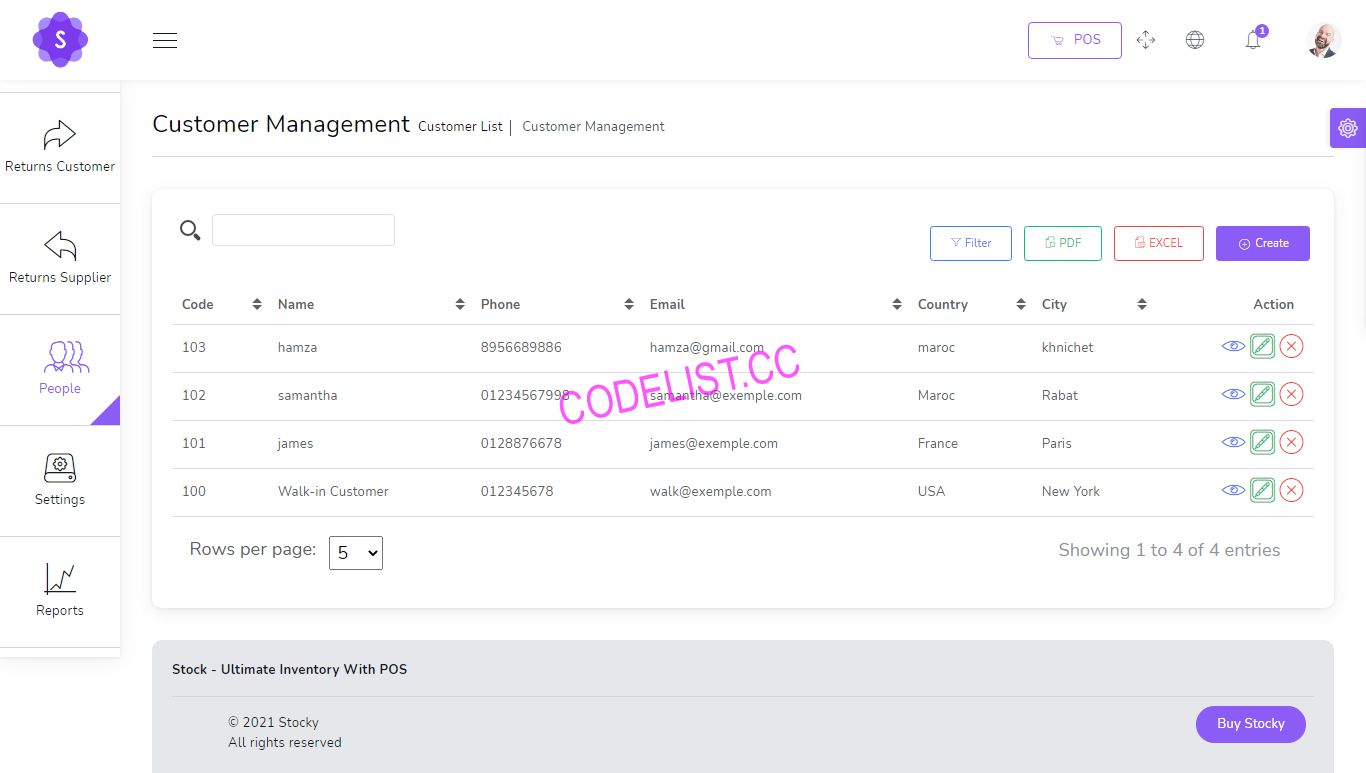 S
POS
1
Returns Customer
Returns Supplier
People
Settings
Reports
Customer Management Customer List | Customer Management
Filter PDF EXCEL Create
Code Name Phone Email Country City Action
103 hamza 8956689886 hamza@gmail.com maroc khnichet
102 samantha 01234567998 samantha@exemple.com Maroc Rabat
101 james 0128876678 james@exemple.com France Paris
100 Walk-in Customer 012345678 walk@exemple.com USA New York
CODELIST.CC
Rows per page: 5 Showing 1 to 4 of 4 entries
Stock - Ultimate Inventory With POS
© 2021 Stocky
All rights reserved
Buy Stocky